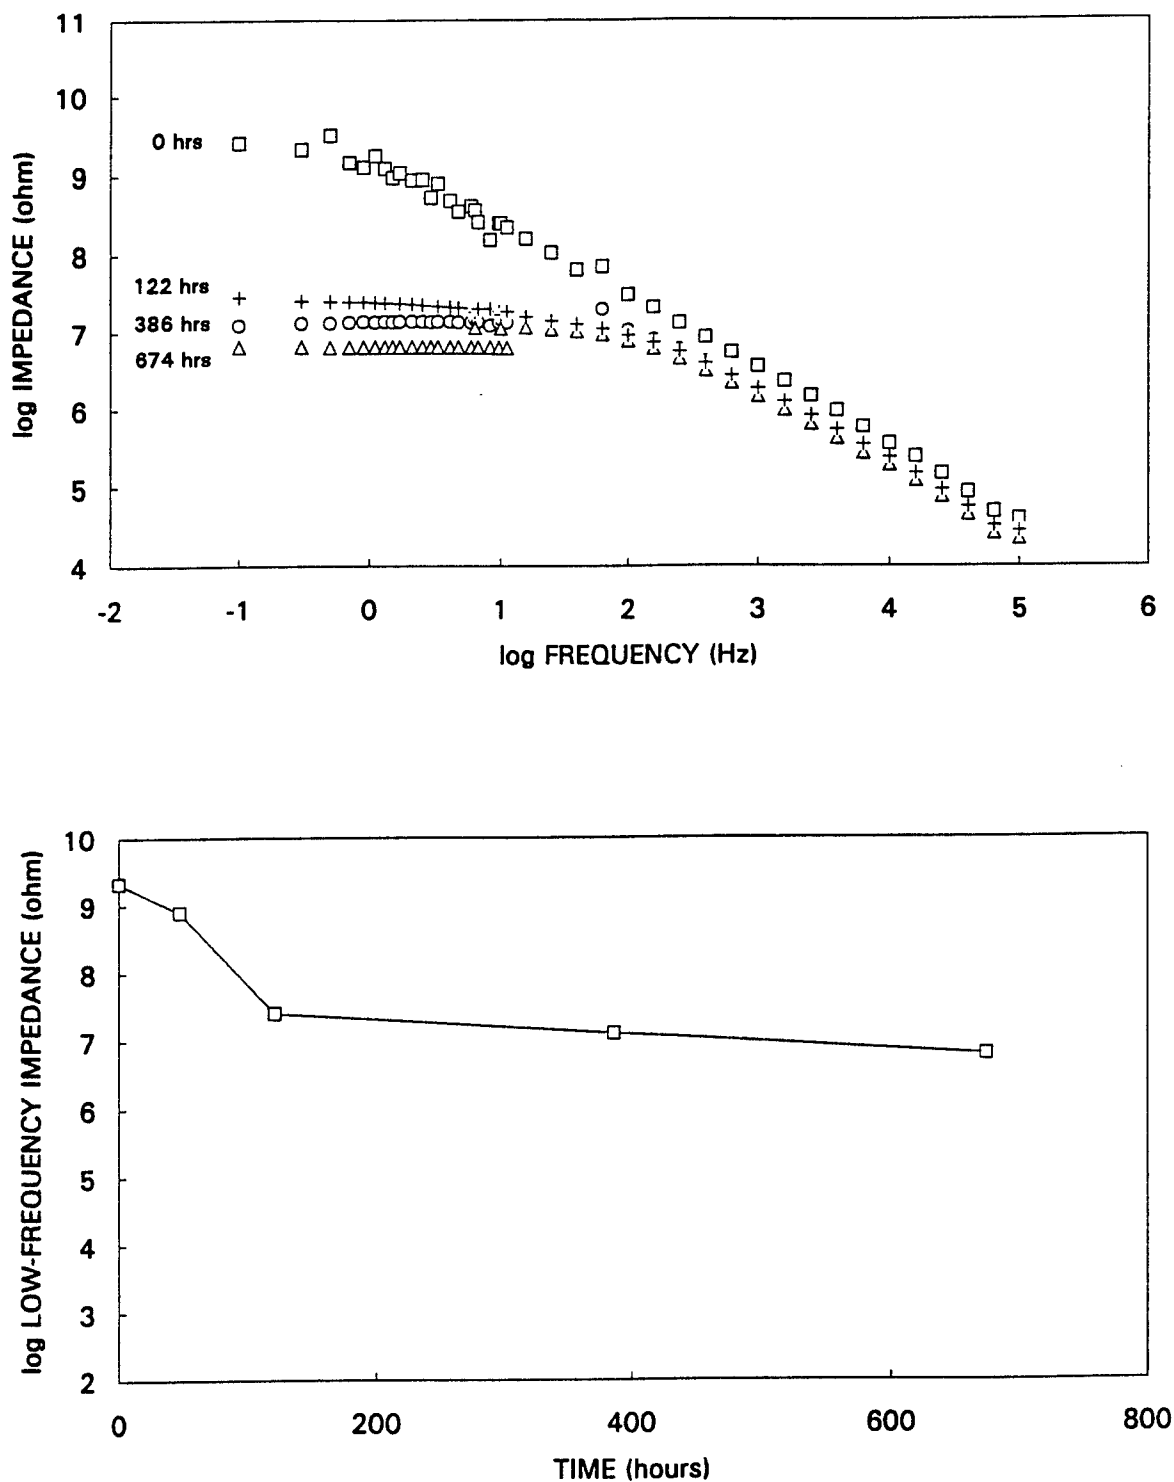 11
10
9
8
7
6
5
4
log IMPEDANCE (ohm)
0 hrs
122 hrs
386 hrs
674 hrs
-2 -1 0 1 2 3 4 5 6
log FREQUENCY (Hz)
10
9
8
7
6
5
4
3
2
log LOW-FREQUENCY IMPEDANCE (ohm)
0 200 400 600 800
TIME (hours)